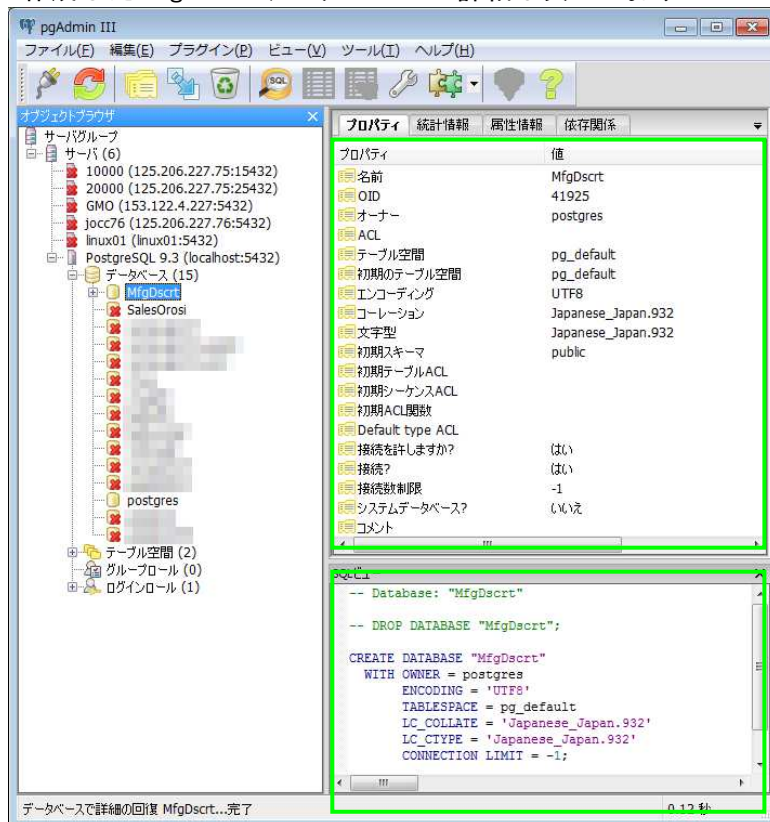 pgAdmin III
ファイル(F) 編集(E) プラグイン(P) ビュー(V) ツール(T) ヘルプ(H)
SQL
オブジェクトブラウザ
サーバグループ
サーバ (6)
10000 (125.206.227.75:15432)
20000 (125.206.227.75:25432)
GMO (153.122.4.227:5432)
jocc76 (125.206.227.76:5432)
linux01 (linux01:5432)
PostgreSQL 9.3 (localhost:5432)
データベース (15)
MfgDscrt
SalesOrosi
postgres
テーブル空間 (2)
グループロール (0)
ログインロール (1)
プロパティ 統計情報 属性情報 依存関係
プロパティ 値
名前 MfgDscrt
OID 41925
オーナー postgres
ACL
テーブル空間 pg_default
初期のテーブル空間 pg_default
エンコーディング UTF8
コーレーション Japanese_Japan.932
文字型 Japanese_Japan.932
初期スキーマ public
初期テーブルACL
初期シーケンスACL
初期ACL関数
Default type ACL
接続を許しますか? はい
接続? はい
接続数制限 -1
システムデータベース? いいえ
コメント
SQLビュー
-- Database: "MfgDscrt"
-- DROP DATABASE "MfgDscrt";
CREATE DATABASE "MfgDscrt"
WITH OWNER = postgres
ENCODING = 'UTF8'
TABLESPACE = pg_default
LC_COLLATE = 'Japanese_Japan.932'
LC_CTYPE = 'Japanese_Japan.932'
CONNECTION LIMIT = -1;
データベースで詳細の回復 MfgDscrt...完了 0.12 秒